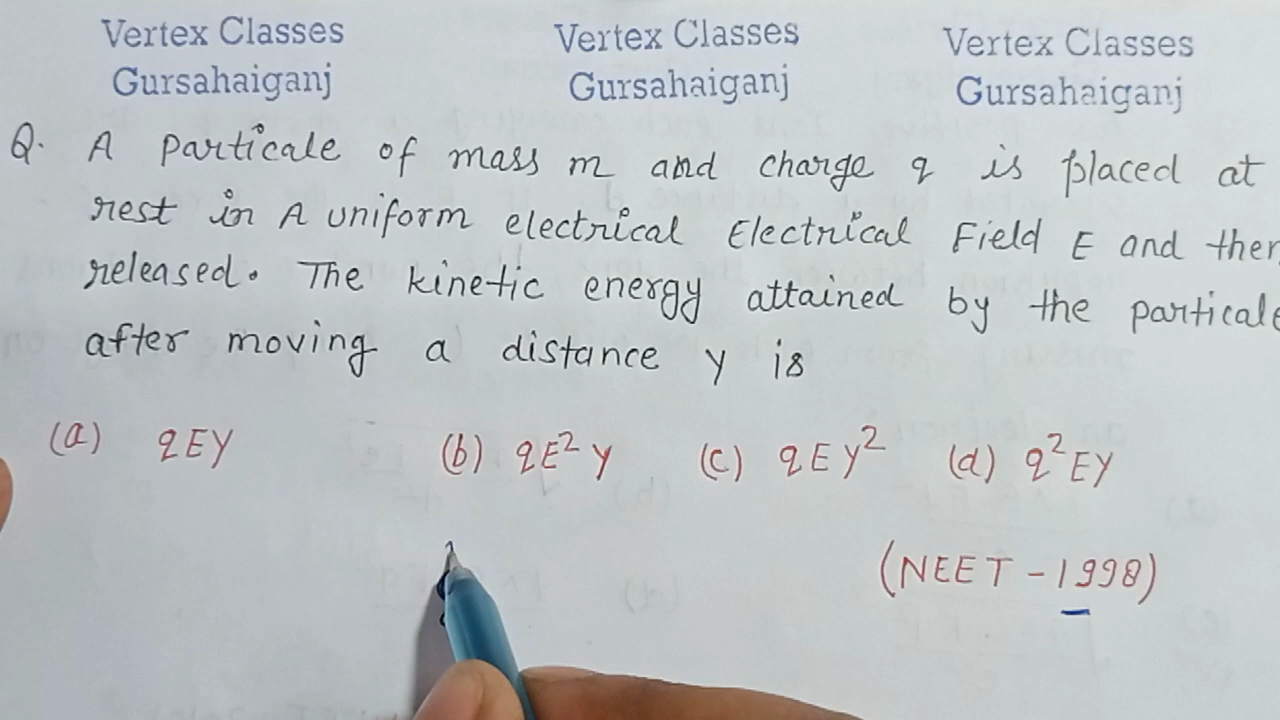 Vertex Classes Vertex Classes Vertex Classes
Gursahaiganj Gursahaiganj Gursahaiganj
Q. A particale of mass m and charge q is placed at
rest in A uniform electrical Electrical Field E and then
released. The kinetic energy attained by the particale
after moving a distance y is
(a) qEY (b) qE²Y (c) qEY² (d) q²EY
(NEET - 1998)